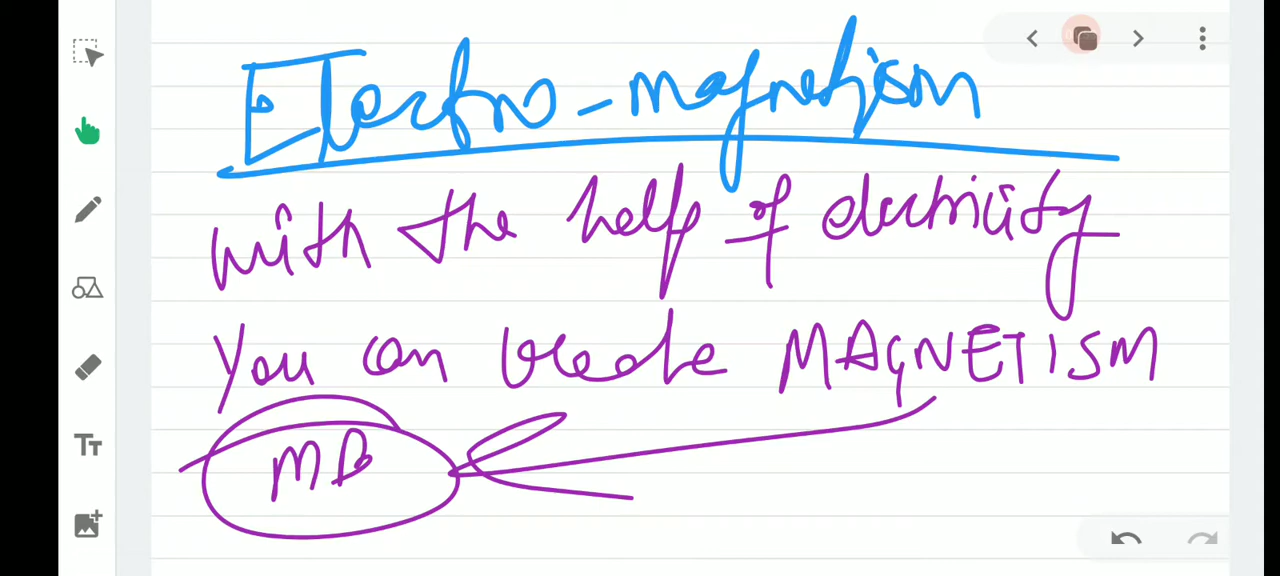 Electro-magnetism
with the help of electricity
You can create MAGNETISM
MB